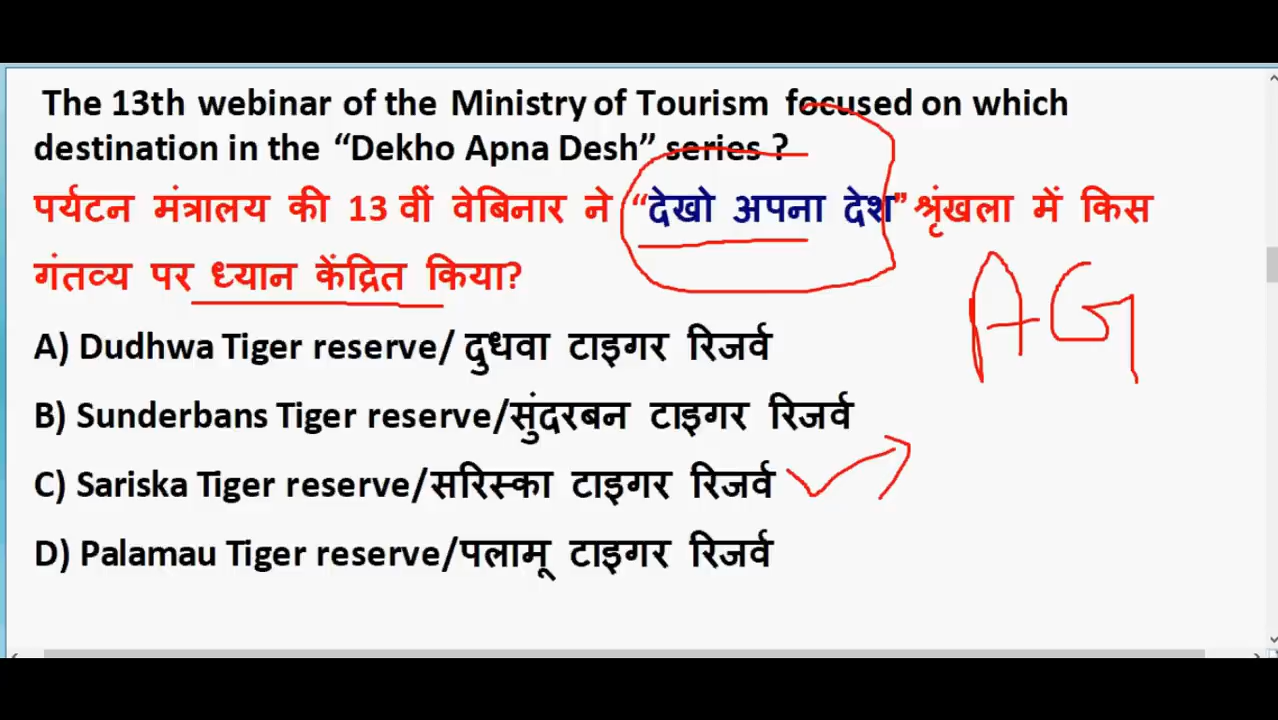 The 13th webinar of the Ministry of Tourism focused on which
destination in the “Dekho Apna Desh” series ?
पर्यटन मंत्रालय की 13 वीं वेबिनार ने “देखो अपना देश” श्रृंखला में किस
गंतव्य पर ध्यान केंद्रित किया?
AG
A) Dudhwa Tiger reserve/ दुधवा टाइगर रिजर्व
B) Sunderbans Tiger reserve/सुंदरबन टाइगर रिजर्व
C) Sariska Tiger reserve/सरिस्का टाइगर रिजर्व
D) Palamau Tiger reserve/पलामू टाइगर रिजर्व